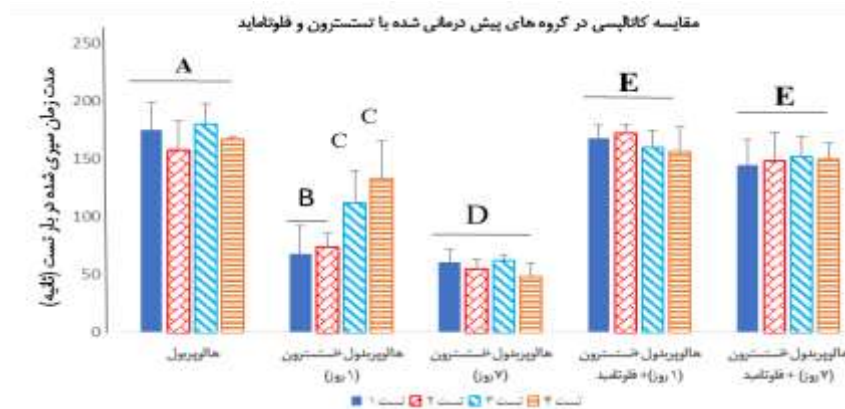 مقایسه کاتالپسی در گروه های پیش درمانی شده با تستسترون و فلوتاماید
مدت زمان سپری شده در بار تست (ثانیه)
250
200
150
100
50
0
A
B
C
C
D
E
E
هالوپریدول
هالوپریدول +تستسترون
(۱ روز)
هالوپریدول +تستسترون
(۷ روز)
هالوپریدول +تستسترون
(۱ روز)+ فلوتامید
هالوپریدول +تستسترون
(۷ روز) + فلوتامید
تست ۱ تست ۲ تست ۳ تست ۴